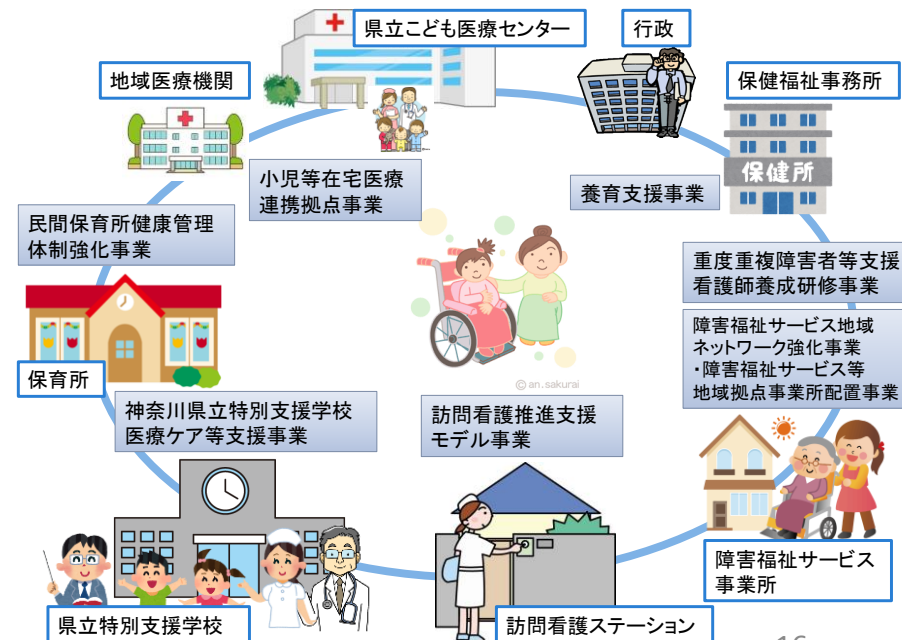 県立こども医療センター
行政
地域医療機関
保健福祉事務所
保健所
小児等在宅医療
連携拠点事業
養育支援事業
民間保育所健康管理
体制強化事業
重度重複障害者等支援
看護師養成研修事業
障害福祉サービス地域
ネットワーク強化事業
・障害福祉サービス等
地域拠点事業所配置事業
保育所
©an.sakurai
神奈川県立特別支援学校
医療ケア等支援事業
訪問看護推進支援
モデル事業
障害福祉サービス
事業所
県立特別支援学校
訪問看護ステーション
16